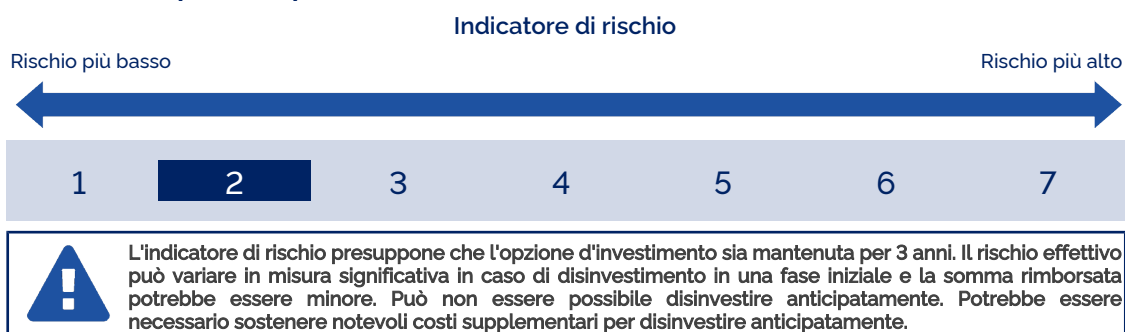 Indicatore di rischio
Rischio più basso
Rischio più alto
1 2 3 4 5 6 7
L'indicatore di rischio presuppone che l'opzione d'investimento sia mantenuta per 3 anni. Il rischio effettivo
può variare in misura significativa in caso di disinvestimento in una fase iniziale e la somma rimborsata
potrebbe essere minore. Può non essere possibile disinvestire anticipatamente. Potrebbe essere
necessario sostenere notevoli costi supplementari per disinvestire anticipatamente.